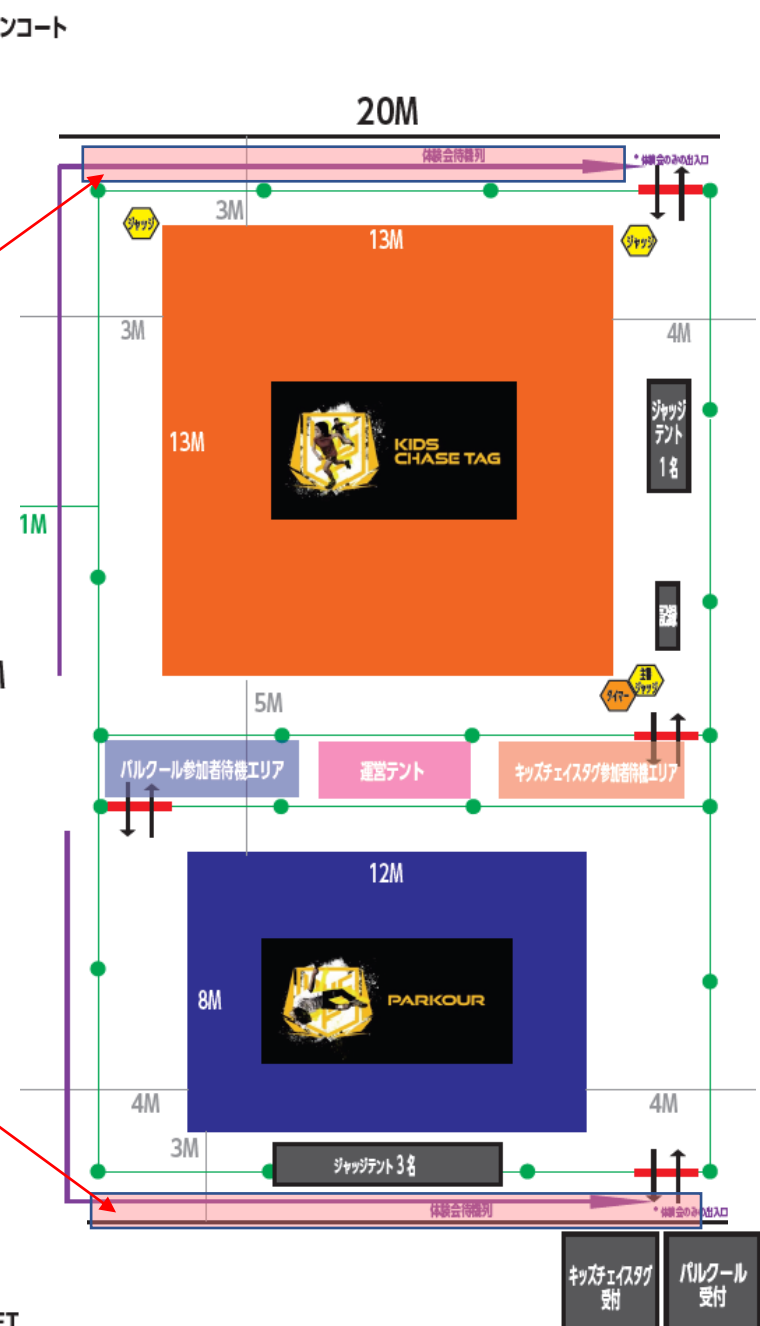 ンコート
20M
体験会待機列
* 体験会のみの出入口
3M
ジャッジ
13M
ジャッジ
3M
4M
ジャッジ
テント
1名
13M
KIDS
CHASE TAG
1M
記録
主審
ジャッジ
タイマー
5M
パルクール参加者待機エリア
運営テント
キッズチェイスタグ参加者待機エリア
12M
8M
PARKOUR
4M
4M
3M
ジャッジテント3名
体験会待機列
* 体験会のみの出入口
キッズチェイスタグ
受付
パルクール
受付